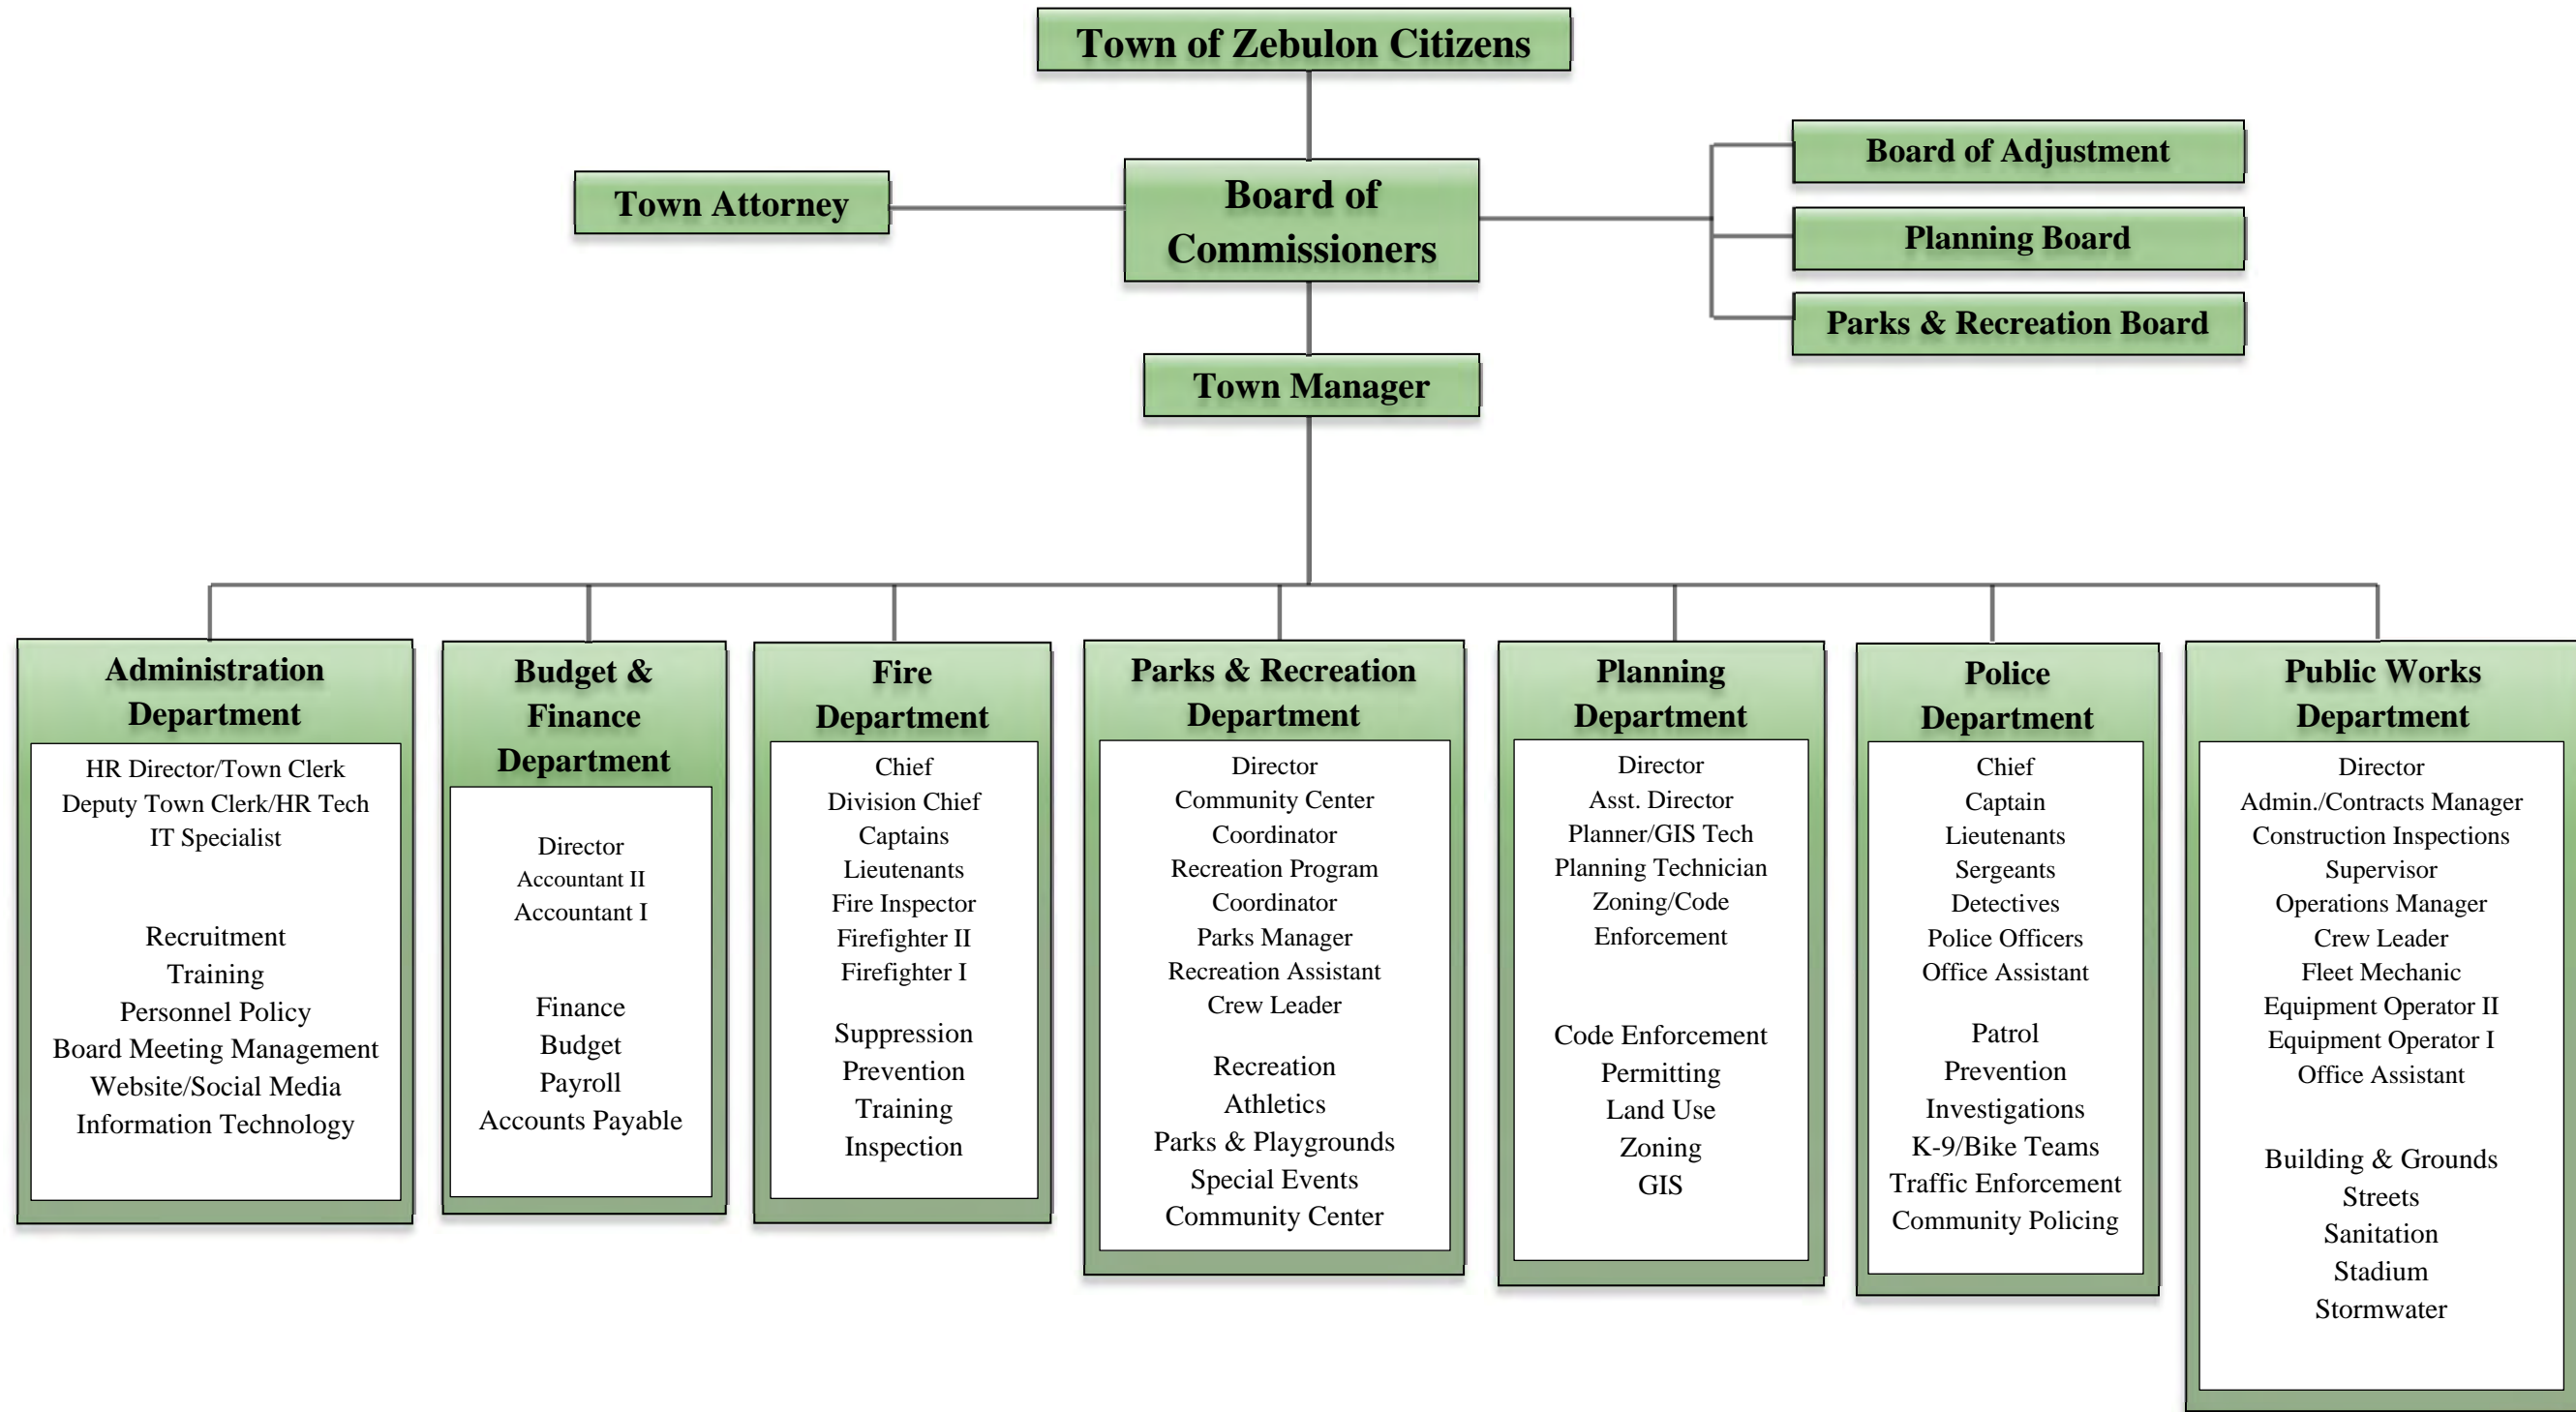 Town of Zebulon Citizens
Town Attorney
Board of
Commissioners
Board of Adjustment
Planning Board
Parks & Recreation Board
Town Manager
Administration
Department
HR Director/Town Clerk
Deputy Town Clerk/HR Tech
IT Specialist
Recruitment
Training
Personnel Policy
Board Meeting Management
Website/Social Media
Information Technology
Budget &
Finance
Department
Director
Accountant II
Accountant I
Finance
Budget
Payroll
Accounts Payable
Fire
Department
Chief
Division Chief
Captains
Lieutenants
Fire Inspector
Firefighter II
Firefighter I
Suppression
Prevention
Training
Inspection
Parks & Recreation
Department
Director
Community Center
Coordinator
Recreation Program
Coordinator
Parks Manager
Recreation Assistant
Crew Leader
Recreation
Athletics
Parks & Playgrounds
Special Events
Community Center
Planning
Department
Director
Asst. Director
Planner/GIS Tech
Planning Technician
Zoning/Code
Enforcement
Code Enforcement
Permitting
Land Use
Zoning
GIS
Police
Department
Chief
Captain
Lieutenants
Sergeants
Detectives
Police Officers
Office Assistant
Patrol
Prevention
Investigations
K-9/Bike Teams
Traffic Enforcement
Community Policing
Public Works
Department
Director
Admin./Contracts Manager
Construction Inspections
Supervisor
Operations Manager
Crew Leader
Fleet Mechanic
Equipment Operator II
Equipment Operator I
Office Assistant
Building & Grounds
Streets
Sanitation
Stadium
Stormwater